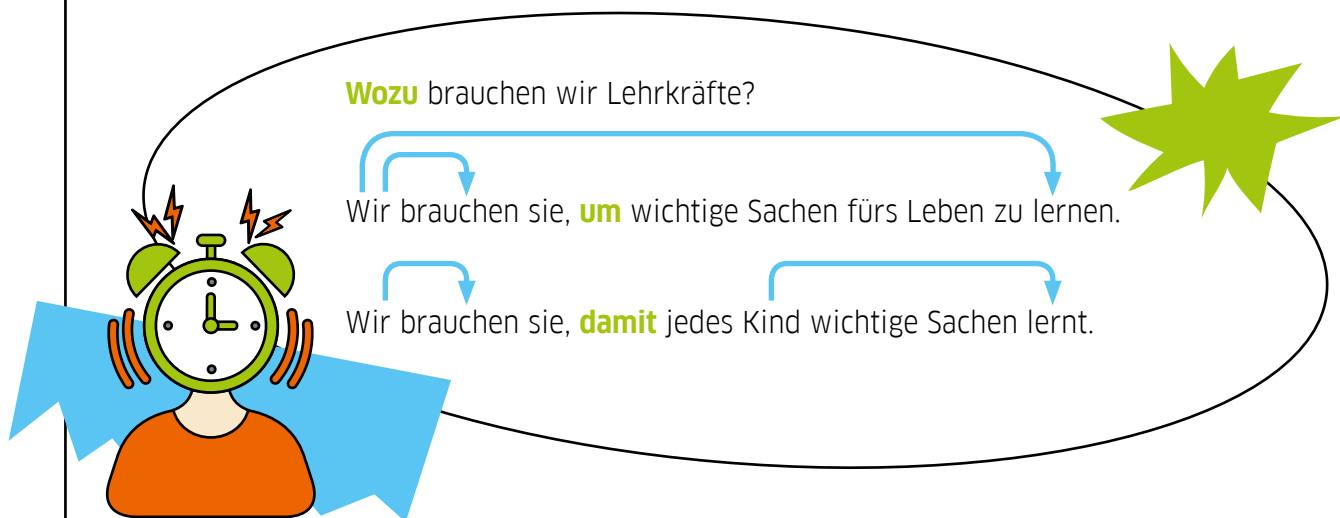 Wozu brauchen wir Lehrkräfte?
Wir brauchen sie, um wichtige Sachen fürs Leben zu lernen.
Wir brauchen sie, damit jedes Kind wichtige Sachen lernt.